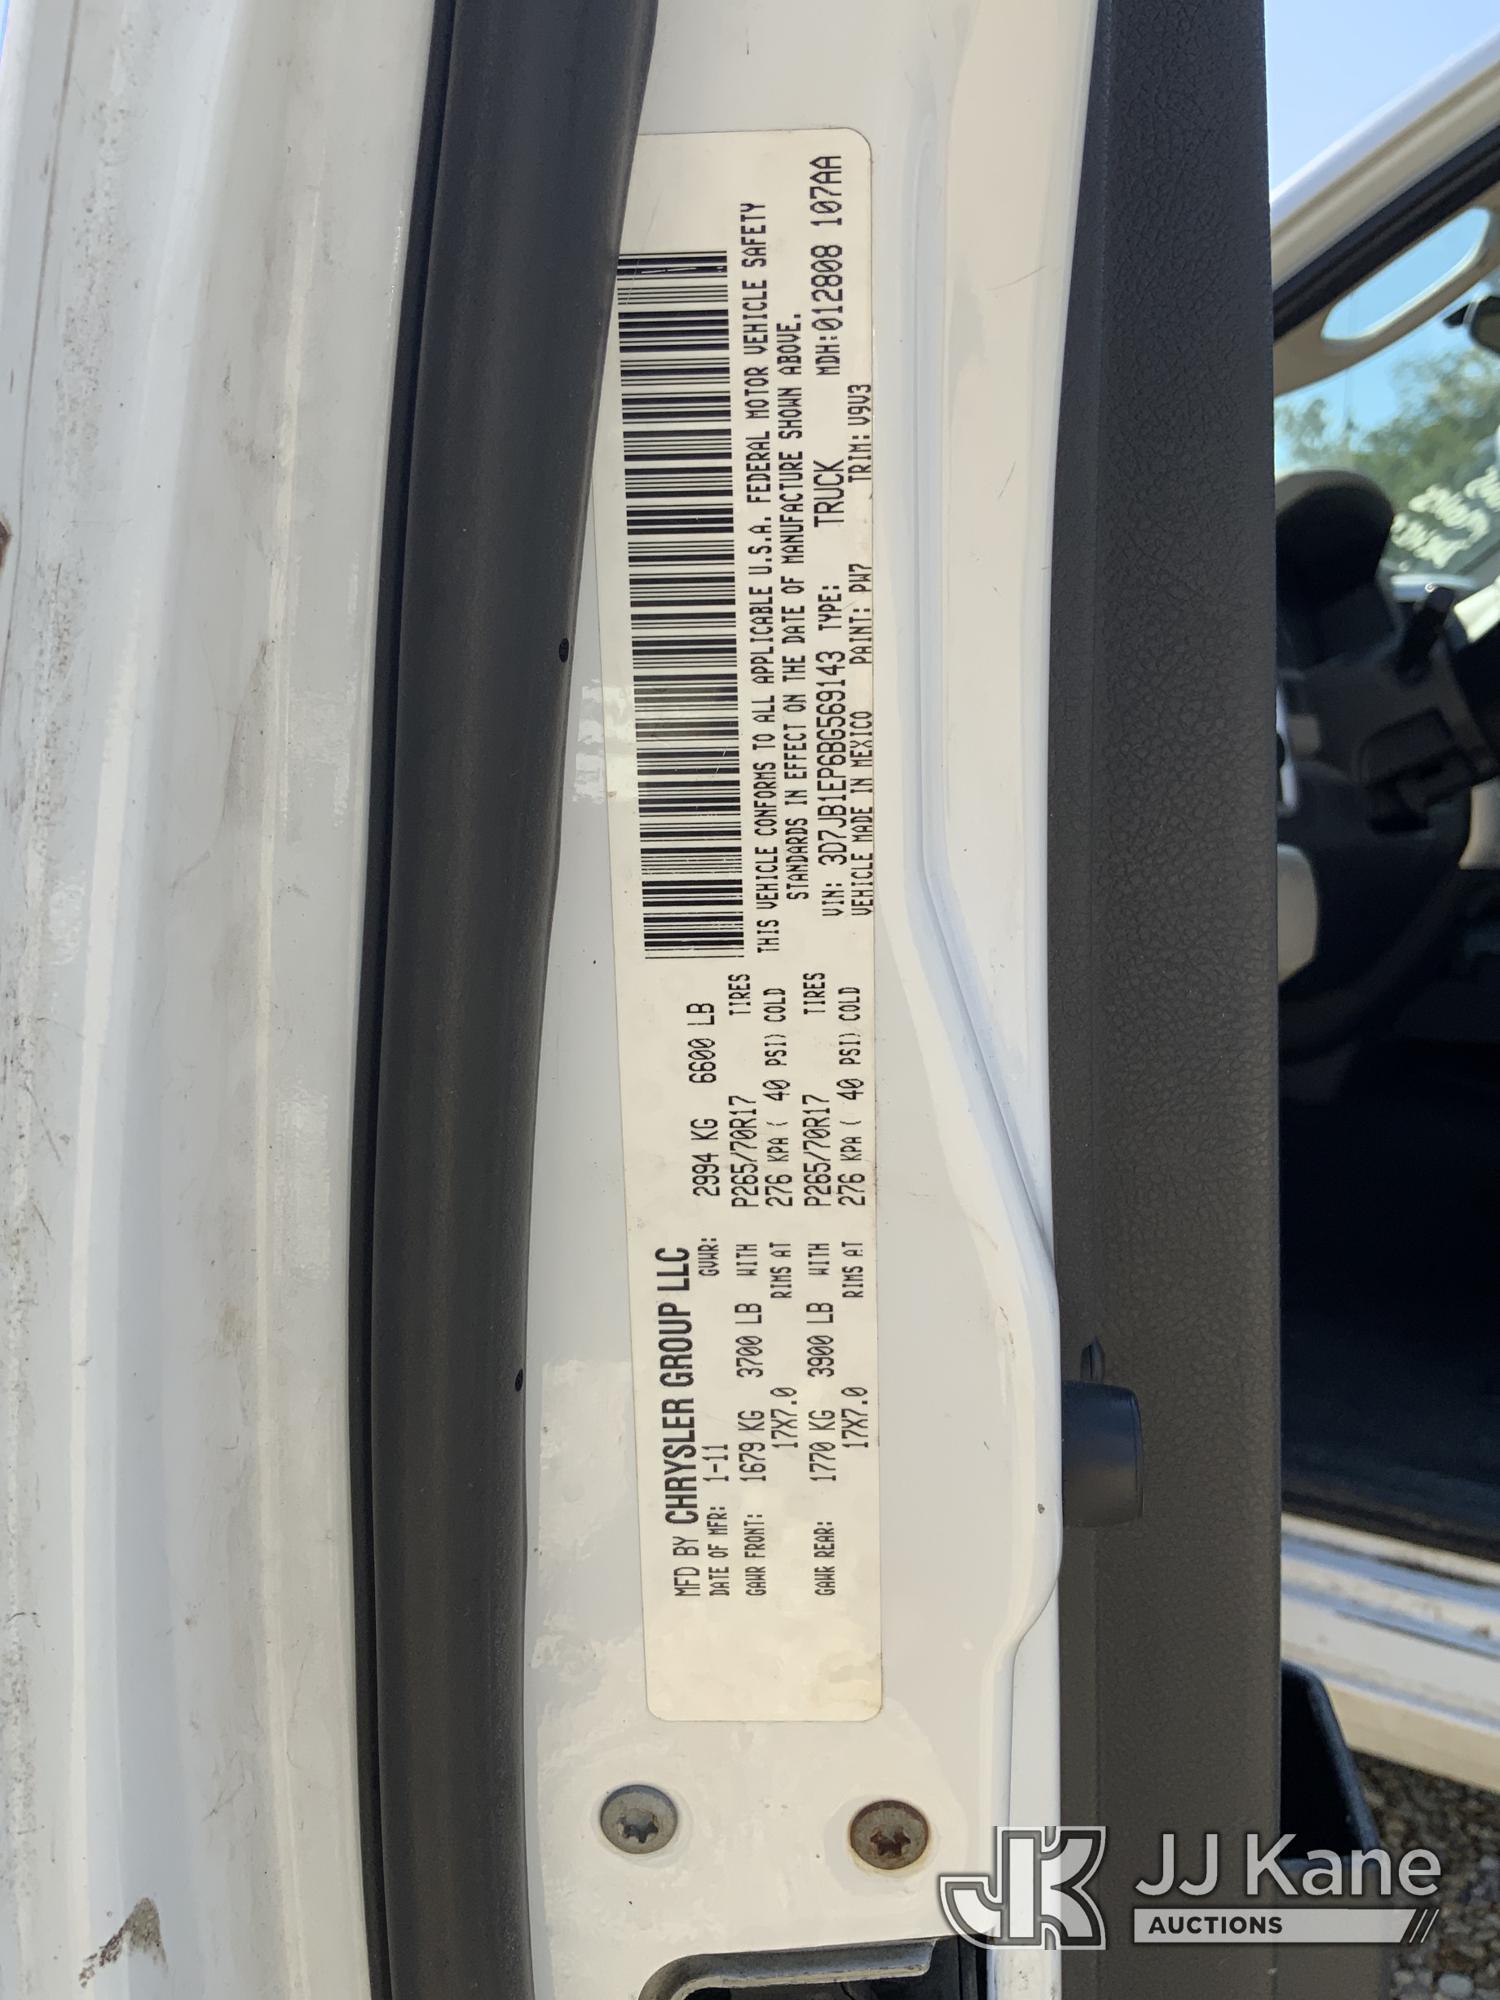 MFD BY CHRYSLER GROUP LLC
DATE OF MFR: 1-11 GVWR: 2994 KG 6600 LB
GAWR FRONT: 1679 KG 3700 LB WITH P265/70R17 TIRES
17X7.0 RIMS AT 276 KPA ( 40 PSI) COLD
GAWR REAR: 1770 KG 3900 LB WITH P265/70R17 TIRES
17X7.0 RIMS AT 276 KPA ( 40 PSI) COLD
THIS VEHICLE CONFORMS TO ALL APPLICABLE U.S.A. FEDERAL MOTOR VEHICLE SAFETY
STANDARDS IN EFFECT ON THE DATE OF MANUFACTURE SHOWN ABOVE.
VIN: 3D7JB1EP6BG569143 TYPE: TRUCK MDH:012808 107AA
VEHICLE MADE IN MEXICO PAINT: PW7 TRIM: V9V3
JJ Kane
AUCTIONS